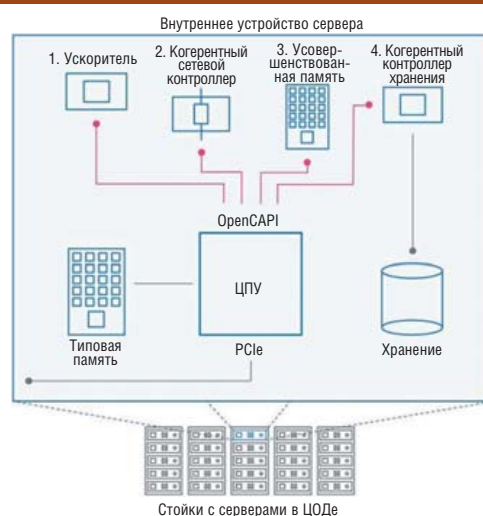 Внутреннее устройство сервера
1. Ускоритель
2. Когерентный
сетевой
контроллер
3. Усовер-
шенствован-
ная память
4. Когерентный
контроллер
хранения
OpenCAPI
ЦПУ
Типовая
память
PCIe
Хранение
Стойки с серверами в ЦОДе